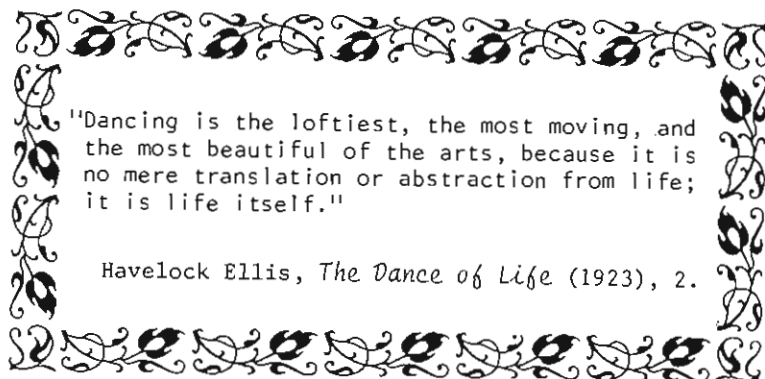 "Dancing is the loftiest, the most moving, and
the most beautiful of the arts, because it is
no mere translation or abstraction from life;
it is life itself."
Havelock Ellis, The Dance of Life (1923), 2.